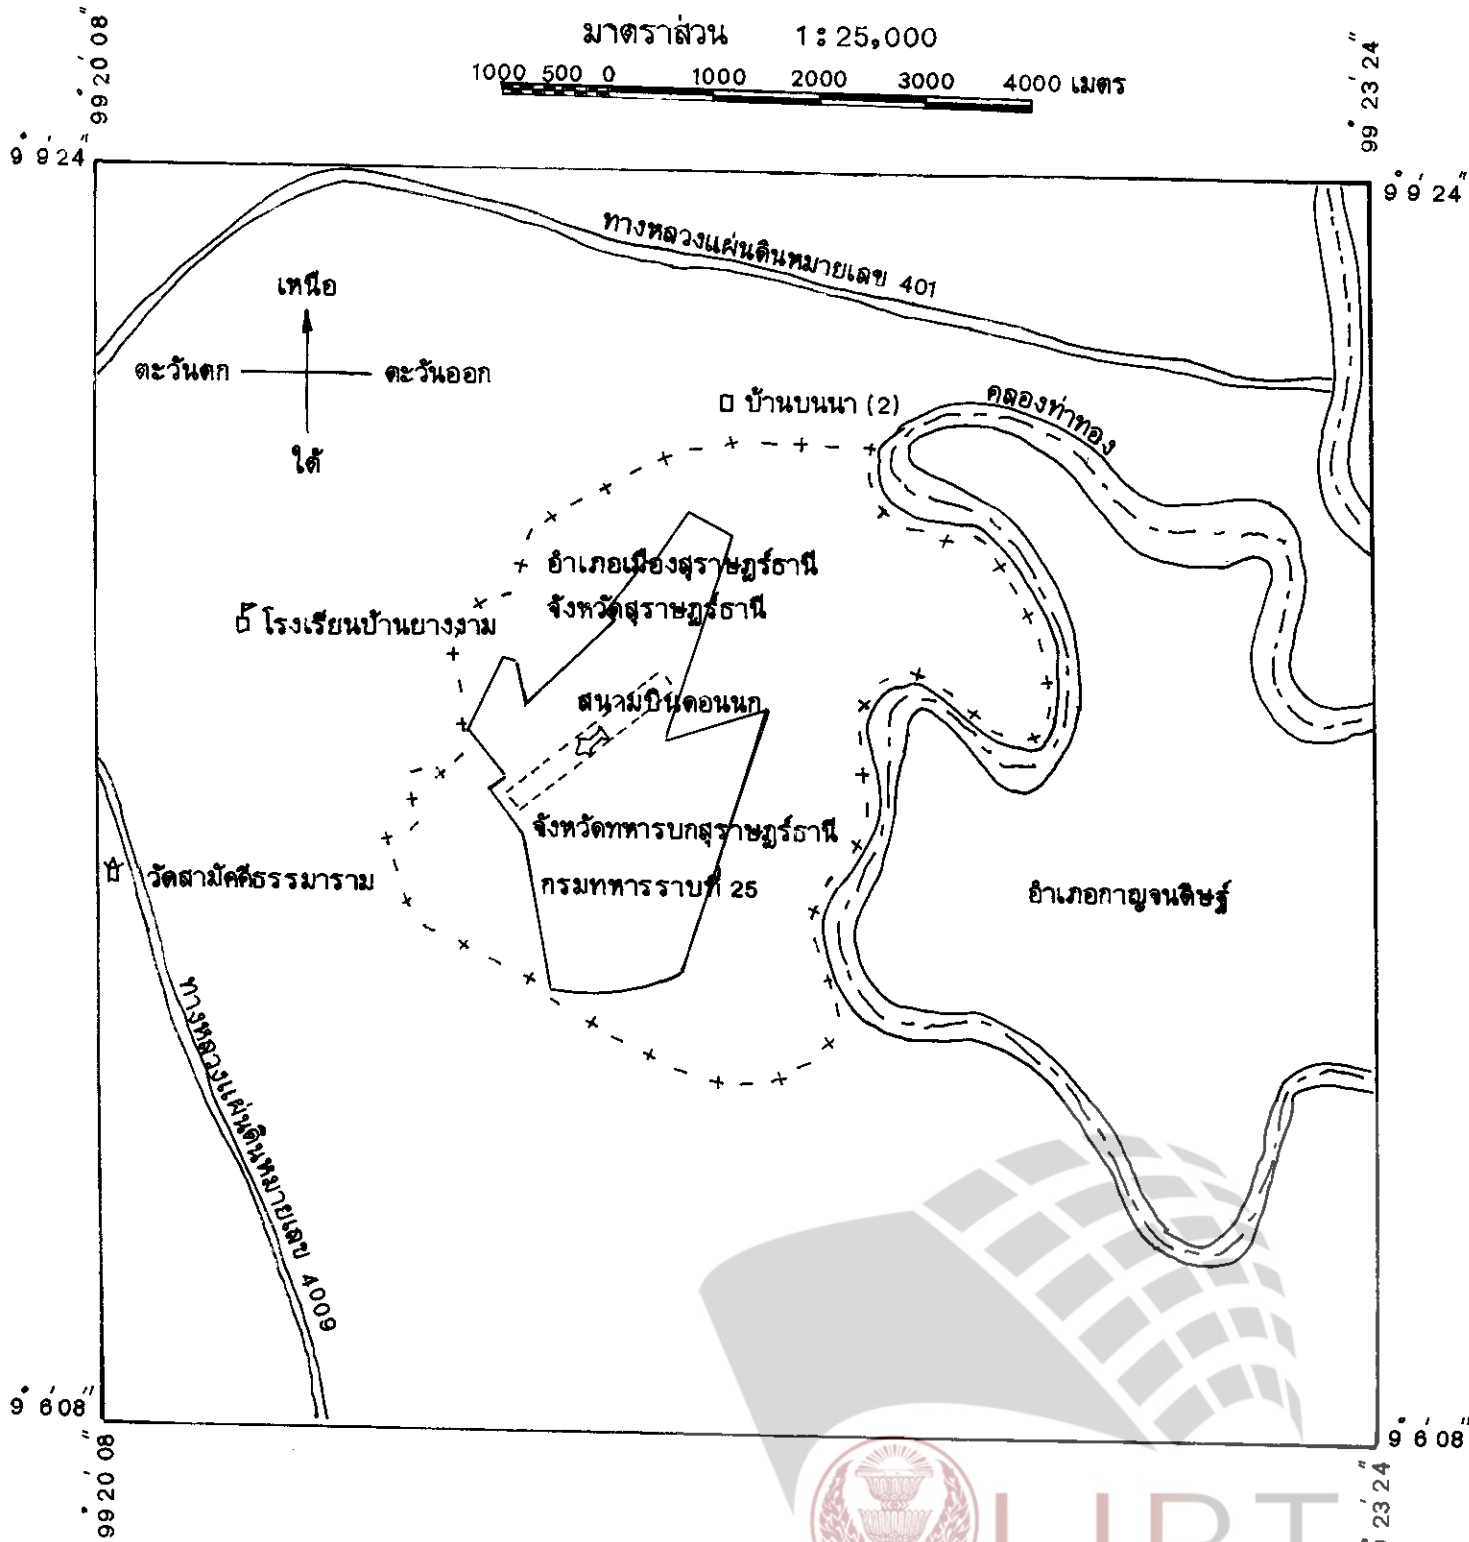 มาตราส่วน 1:25,000
1000 500 0 1000 2000 3000 4000 เมตร
99° 20′ 08″
99° 23′ 24″
9° 9′ 24″
9° 9′ 24″
ทางหลวงแผ่นดินหมายเลข 401
เหนือ
ตะวันตก ตะวันออก
ใต้
บ้านบนนา (2)
คลองท่าทอง
อำเภอเมืองสุราษฎร์ธานี
จังหวัดสุราษฎร์ธานี
โรงเรียนบ้านยางงาม
สนามบินดอนนก
จังหวัดทหารบกสุราษฎร์ธานี
กรมทหารราบที่ 25
วัดสามัคคีธรรมาราม
อำเภอกาญจนดิษฐ์
ทางหลวงแผ่นดินหมายเลข 4009
9° 6′ 08″
9° 6′ 08″
99° 20′ 08″
23′ 24″
LIRT